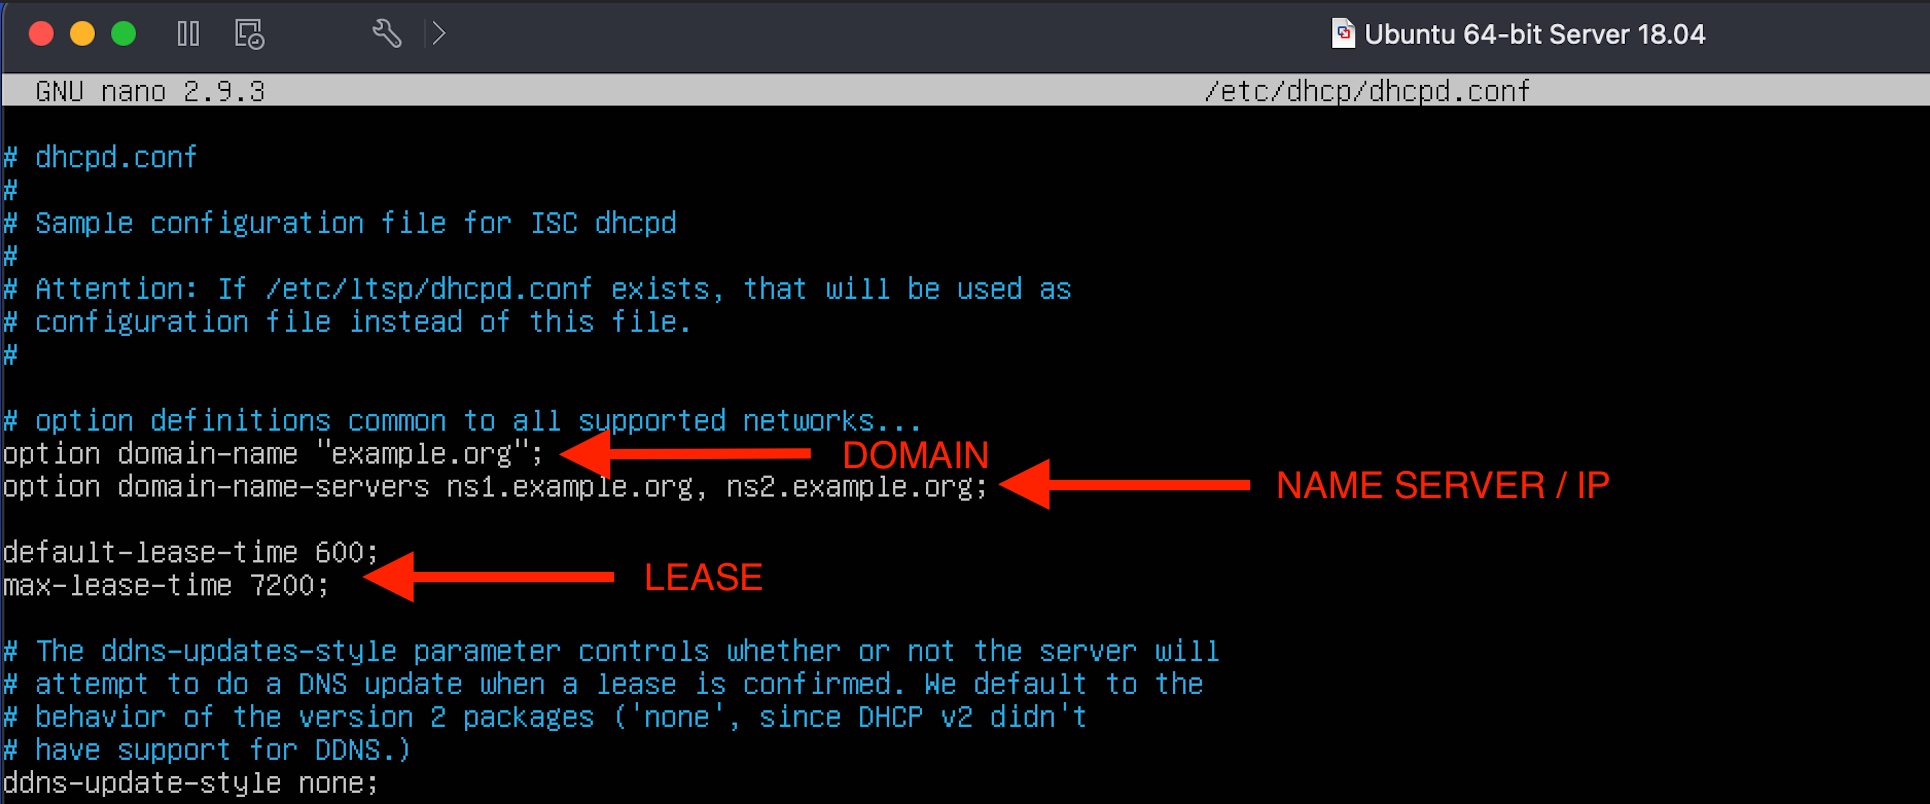 Ubuntu 64-bit Server 18.04
GNU nano 2.9.3 /etc/dhcp/dhcpd.conf
# dhcpd.conf
#
# Sample configuration file for ISC dhcpd
#
# Attention: If /etc/ltsp/dhcpd.conf exists, that will be used as
# configuration file instead of this file.
#
# option definitions common to all supported networks...
option domain-name "example.org"; DOMAIN
option domain-name-servers ns1.example.org, ns2.example.org; NAME SERVER / IP
default-lease-time 600;
max-lease-time 7200; LEASE
# The ddns-updates-style parameter controls whether or not the server will
# attempt to do a DNS update when a lease is confirmed. We default to the
# behavior of the version 2 packages ('none', since DHCP v2 didn't
# have support for DDNS.)
ddns-update-style none;